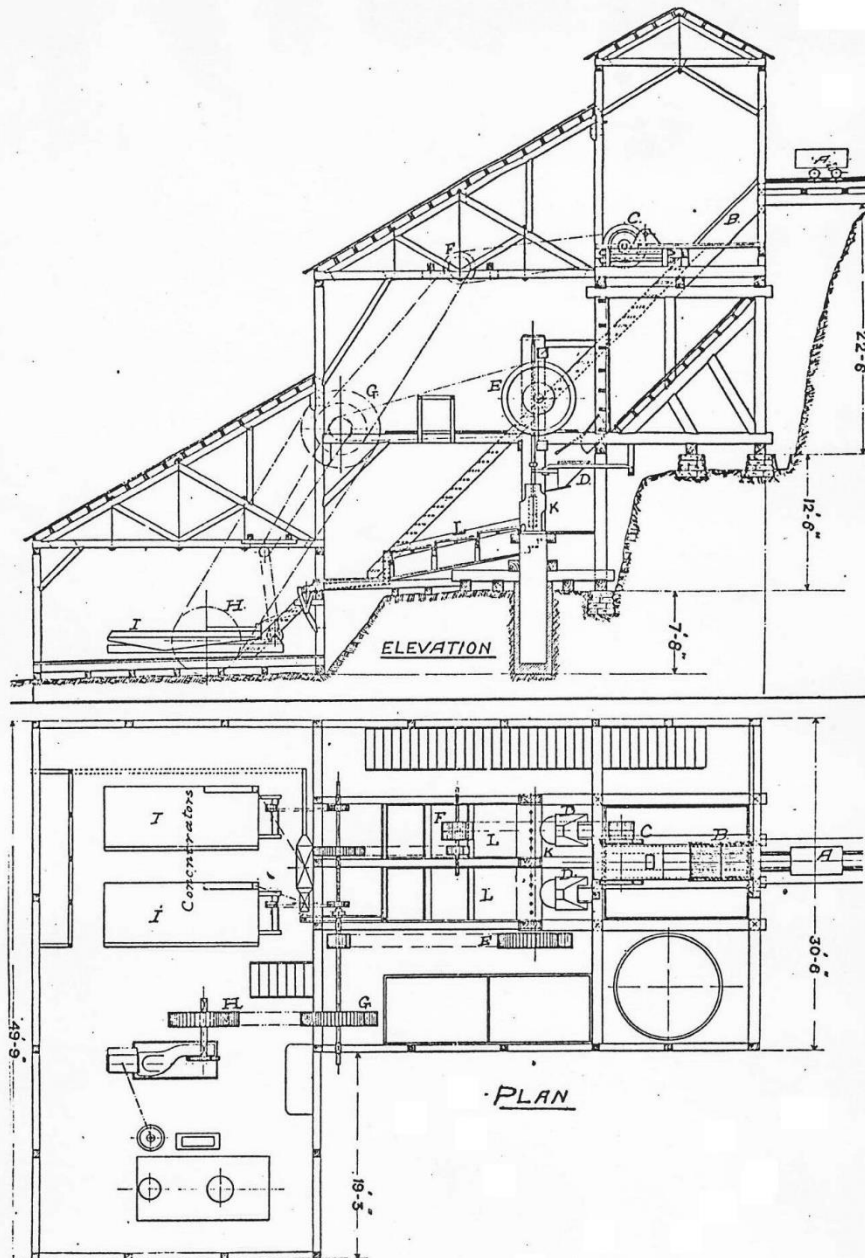 A.
C.
B.
F.
22'-6"
G.
E
D.
K
12'-6"
L
J
H.
I
ELEVATION
7'-8"
I
Concentrators
I
F
L
D
C
B
K
A
L
D
E
30'-6"
H
G
49'-9"
PLAN
19'-3"